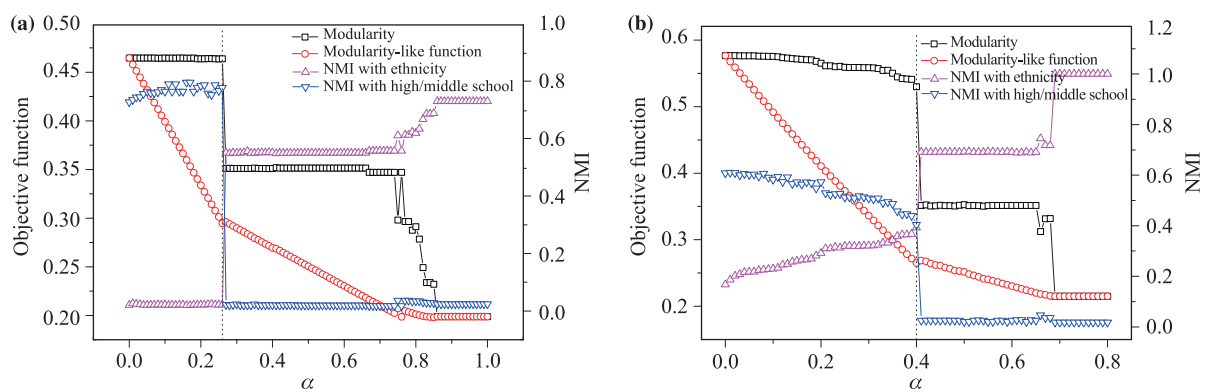 (a)
0.50
0.45
0.40
0.35
0.30
0.25
0.20
Objective function
0.0 0.2 0.4 0.6 0.8 1.0
α
1.0
0.8
0.6
0.4
0.2
0.0
NMI
Modularity
Modularity-like function
NMI with ethnicity
NMI with high/middle school
(b)
0.6
0.5
0.4
0.3
0.2
Objective function
0.0 0.2 0.4 0.6 0.8
α
1.2
1.0
0.8
0.6
0.4
0.2
0.0
NMI
Modularity
Modularity-like function
NMI with ethnicity
NMI with high/middle school